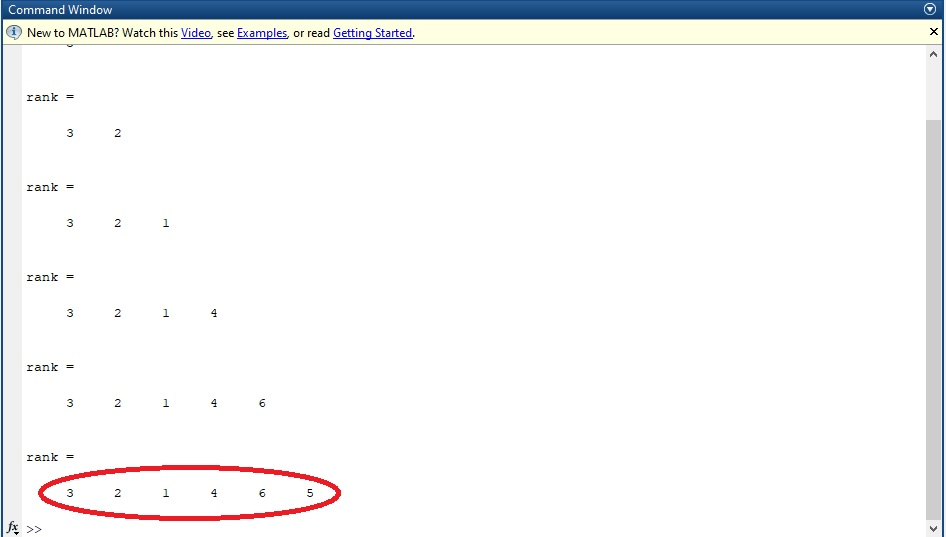 Command Window
New to MATLAB? Watch this Video, see Examples, or read Getting Started.
rank =
3 2
rank =
3 2 1
rank =
3 2 1 4
rank =
3 2 1 4 6
rank =
3 2 1 4 6 5
fx >>